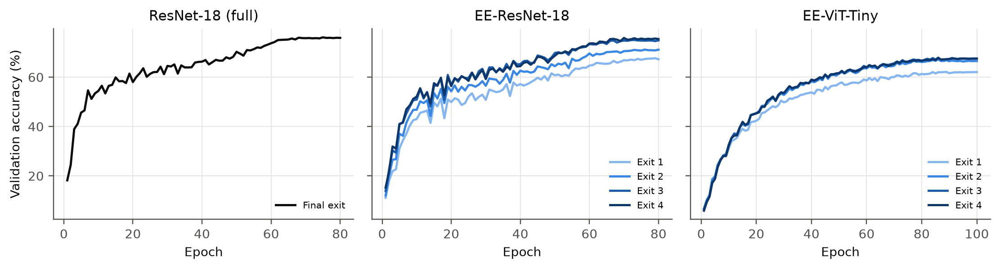 ResNet-18 (full)
EE-ResNet-18
EE-ViT-Tiny
Validation accuracy (%)
60
40
20
Final exit
0 20 40 60 80
Epoch
Exit 1
Exit 2
Exit 3
Exit 4
0 20 40 60 80
Epoch
Exit 1
Exit 2
Exit 3
Exit 4
0 20 40 60 80 100
Epoch